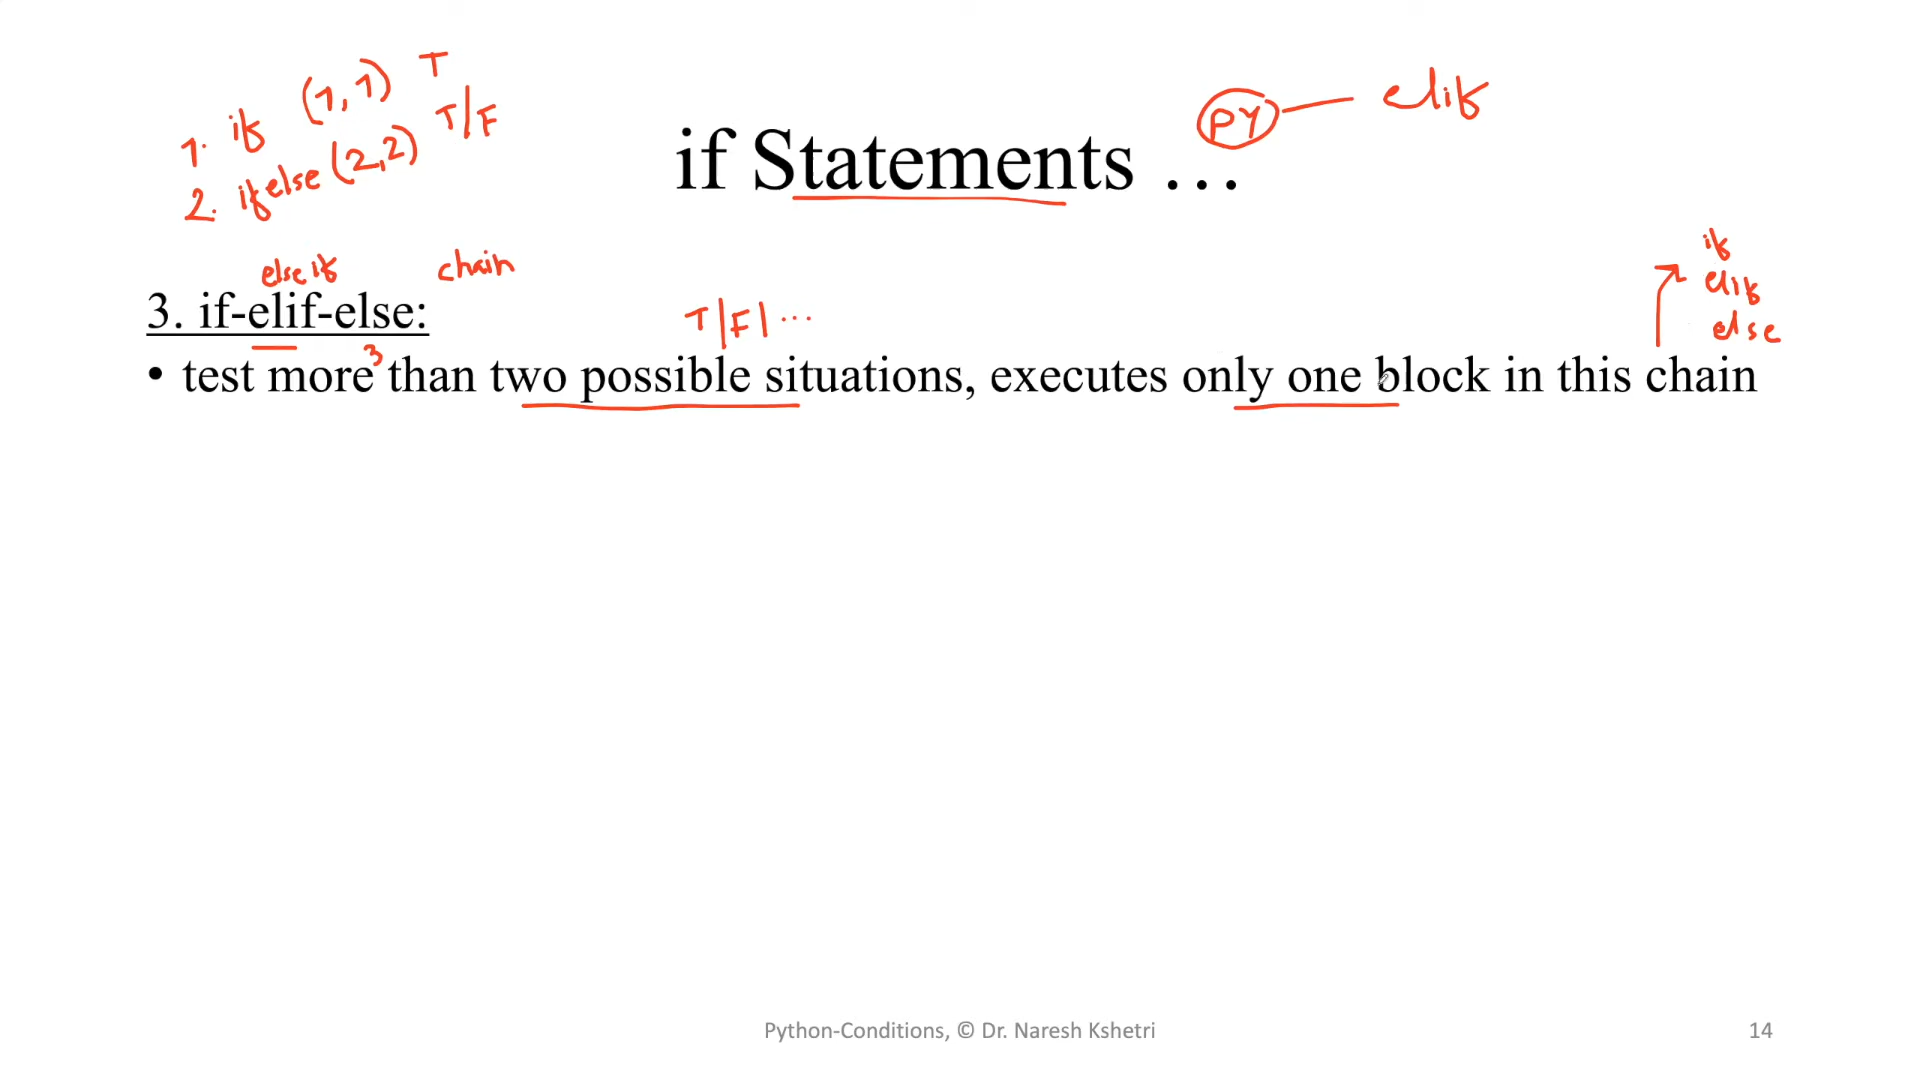 1. if (1,1) T
2. if else (2,2) T/F
if Statements ...
PY — elif
else if chain
3. if-elif-else:
T/F/ ...
if
elif
else
3
• test more than two possible situations, executes only one block in this chain
Python-Conditions, © Dr. Naresh Kshetri
14